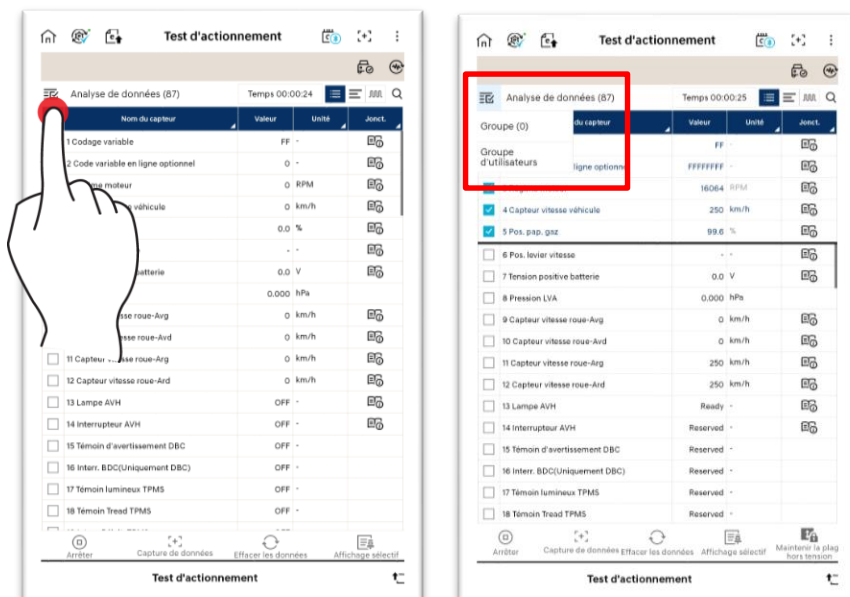 Test d'actionnement
Analyse de données (87)
Temps 00:00:24
Nom du capteur Valeur Unité Jonct.
1 Codage variable FF -
2 Code variable en ligne optionnel 0 -
me moteur 0 RPM
véhicule 0 km/h
0.0 %
- -
batterie 0.0 V
0.000 hPa
sse roue-Avg 0 km/h
sse roue-Avd 0 km/h
11 Capteur vitesse roue-Arg 0 km/h
12 Capteur vitesse roue-Ard 0 km/h
13 Lampe AVH OFF -
14 Interrupteur AVH OFF -
15 Témoin d'avertissement DBC OFF -
16 Interr. BDC(Uniquement DBC) OFF -
17 Témoin lumineux TPMS OFF -
18 Témoin Tread TPMS OFF -
Arrêter
Capture de données
Effacer les données
Affichage sélectif
Test d'actionnement
Test d'actionnement
Analyse de données (87)
Temps 00:00:25
Groupe (0)
Groupe
d'utilisateurs
du capteur Valeur Unité Jonct.
FF -
ligne optionne FFFFFFFF -
16064 RPM
4 Capteur vitesse véhicule 250 km/h
5 Pos. pap. gaz 99.6 %
6 Pos. levier vitesse - -
7 Tension positive batterie 0.0 V
8 Pression LVA 0.000 hPa
9 Capteur vitesse roue-Avg 0 km/h
10 Capteur vitesse roue-Avd 0 km/h
11 Capteur vitesse roue-Arg 250 km/h
12 Capteur vitesse roue-Ard 250 km/h
13 Lampe AVH Ready -
14 Interrupteur AVH Reserved -
15 Témoin d'avertissement DBC Reserved -
16 Interr. BDC(Uniquement DBC) Reserved -
17 Témoin lumineux TPMS Reserved -
18 Témoin Tread TPMS Reserved -
Arrêter
Capture de données
Effacer les données
Affichage sélectif
Maintenir la plag
hors tension
Test d'actionnement